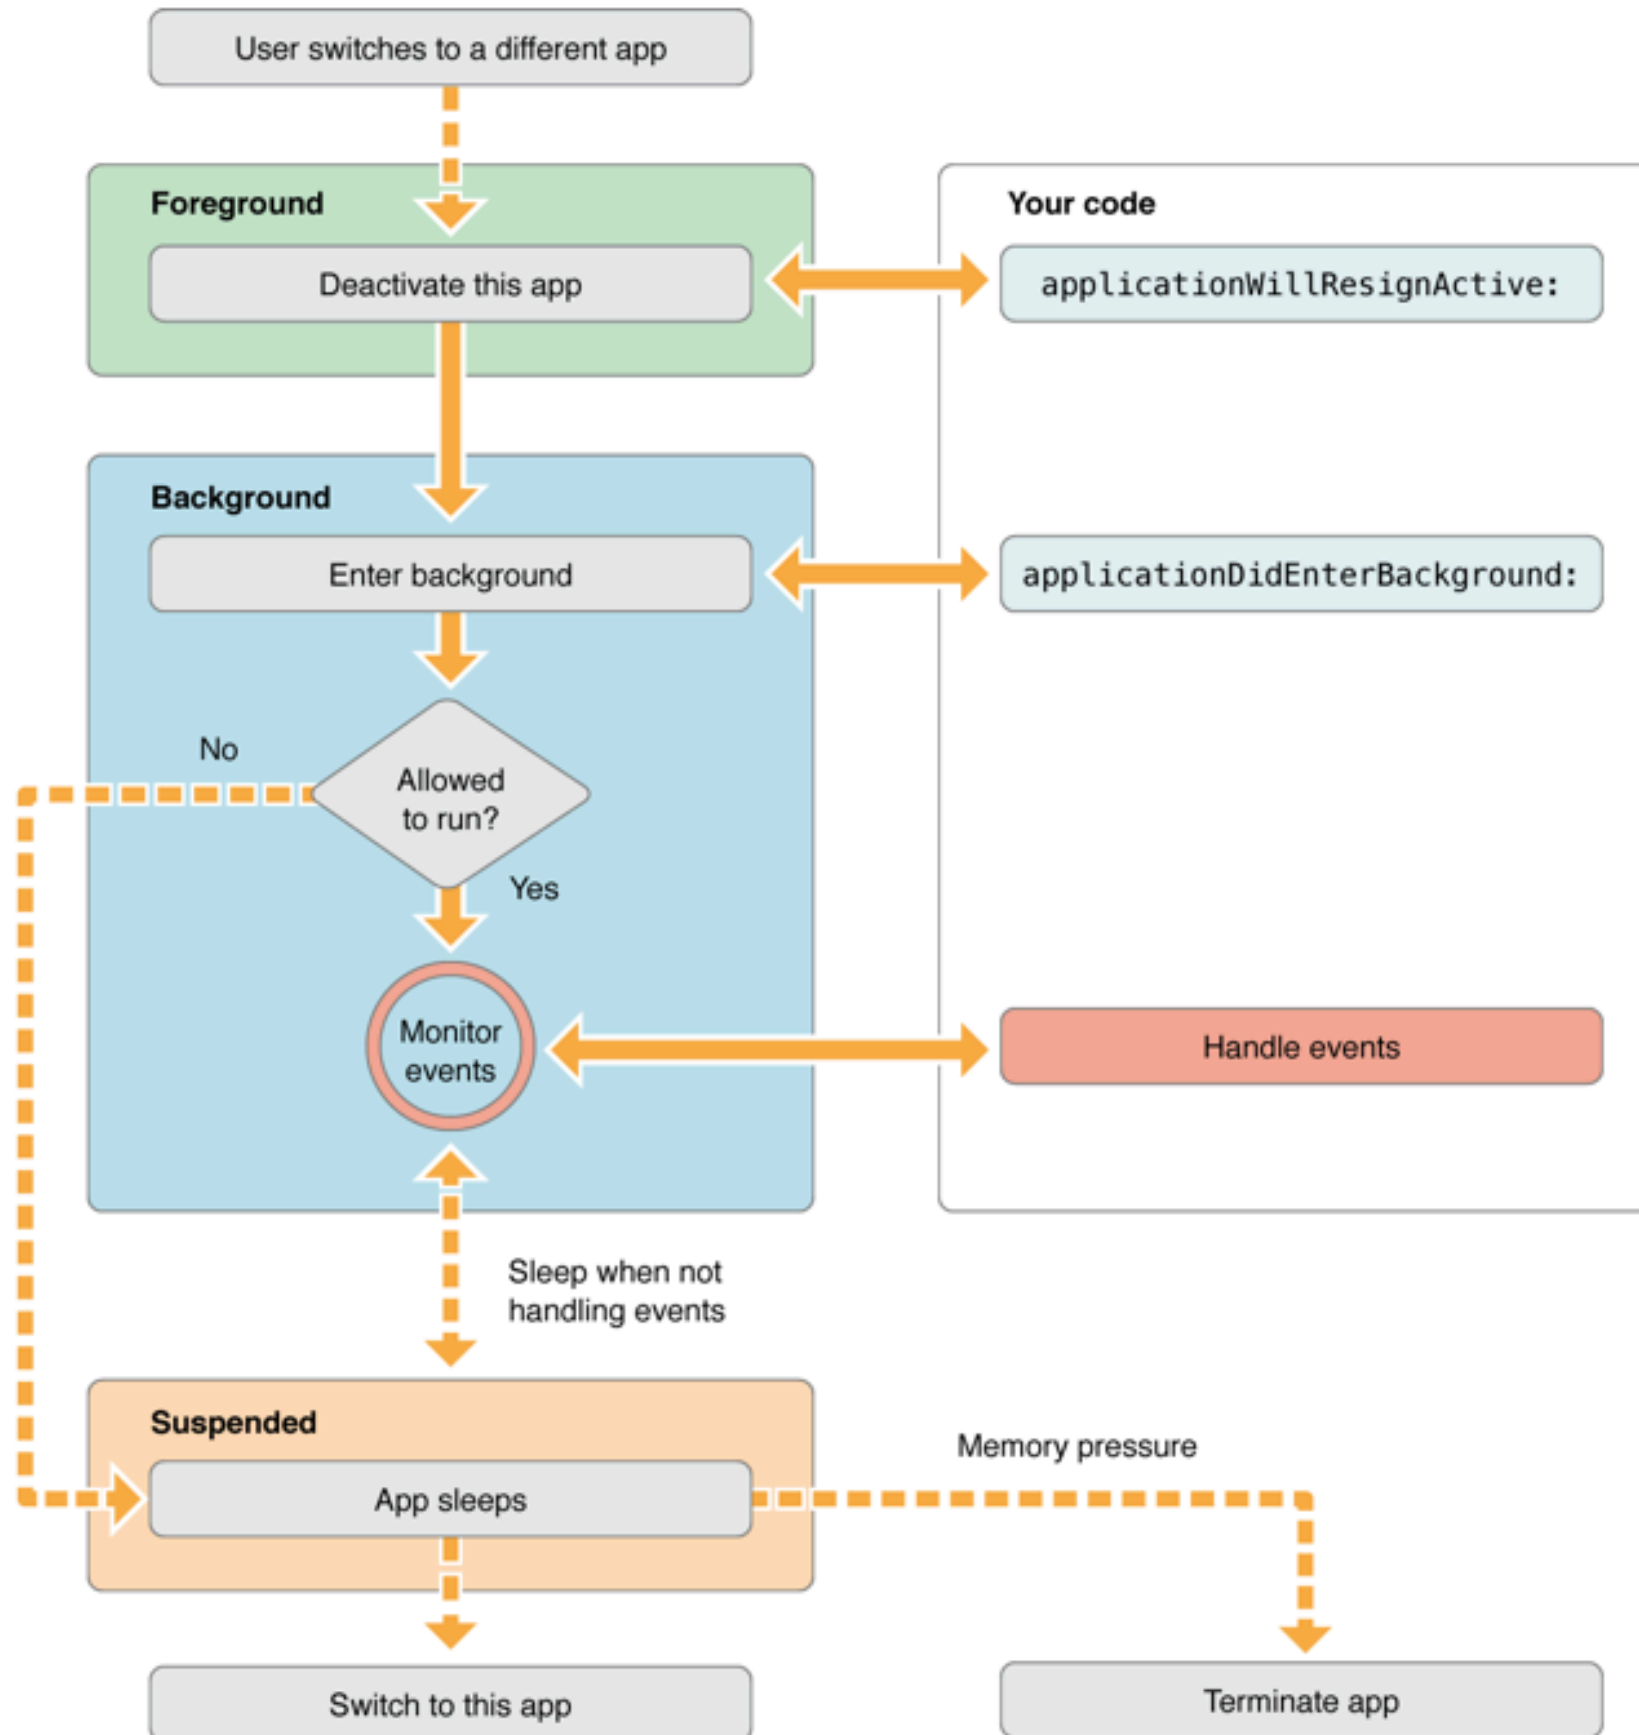 User switches to a different app
Foreground
Your code
Deactivate this app
applicationWillResignActive:
Background
Enter background
applicationDidEnterBackground:
No
Allowed
to run?
Yes
Monitor
events
Handle events
Sleep when not
handling events
Suspended
Memory pressure
App sleeps
Switch to this app
Terminate app